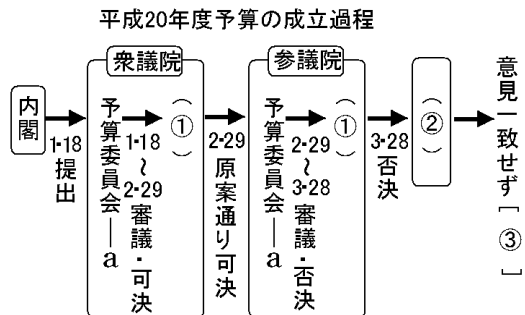 平成20年度予算の成立過程
内閣
1・18
提出
衆議院
予算委員会―a
1・18~2・29
審議・可決
(①)
2・29
原案通り可決
参議院
予算委員会―a
2・29~3・28
審議・否決
(①)
3・28
否決
(②)
意見一致せず[③]